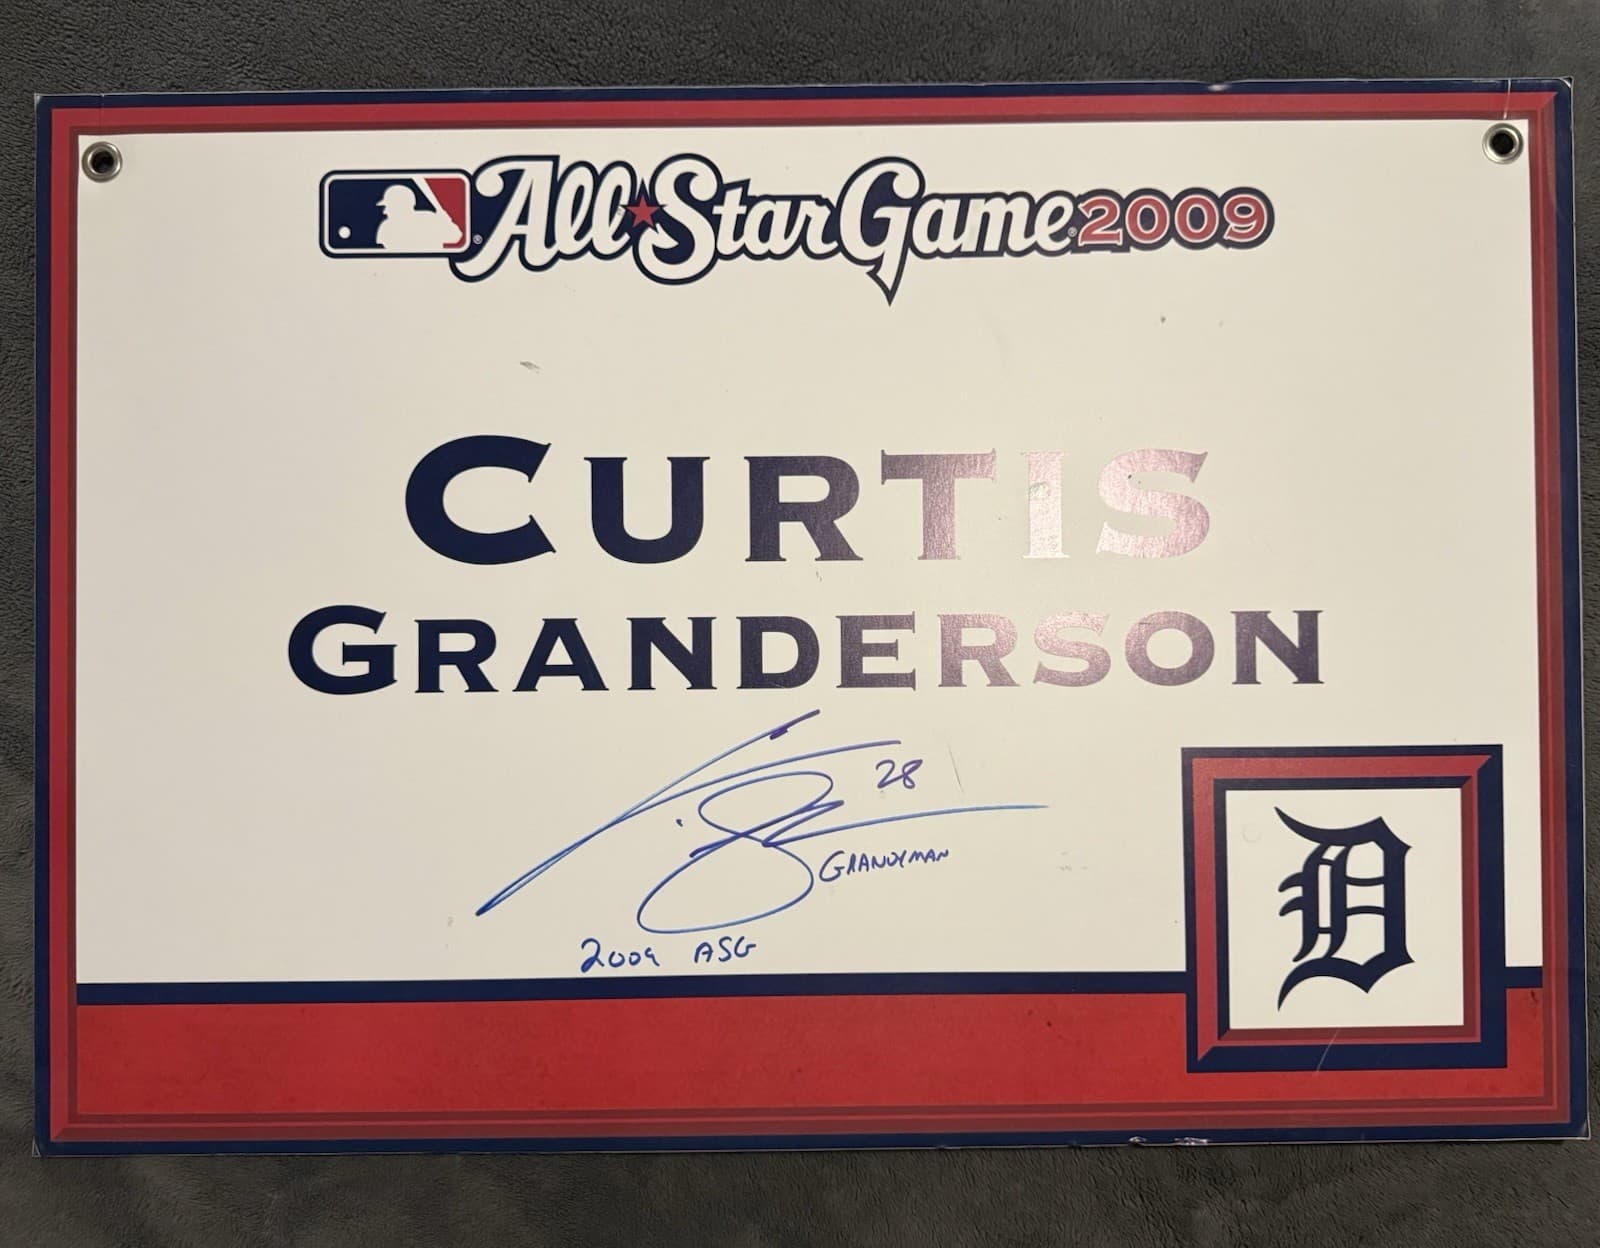 All Star Game 2009
CURTIS
GRANDERSON
28
GRANDYMAN
2009 ASG
D